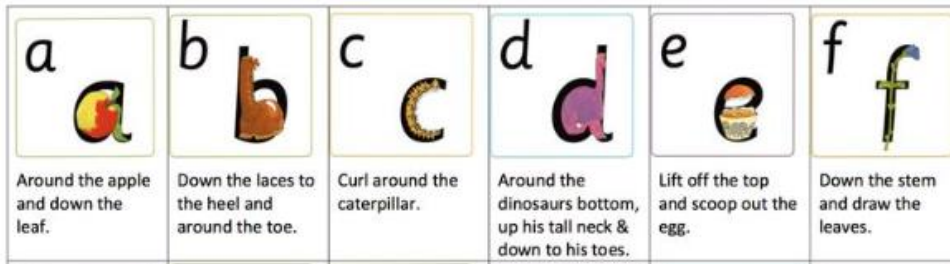 a
b
c
d
e
f
Around the apple
and down the
leaf.
Down the laces to
the heel and
around the toe.
Curl around the
caterpillar.
Around the
dinosaurs bottom,
up his tall neck &
down to his toes.
Lift off the top
and scoop out the
egg.
Down the stem
and draw the
leaves.